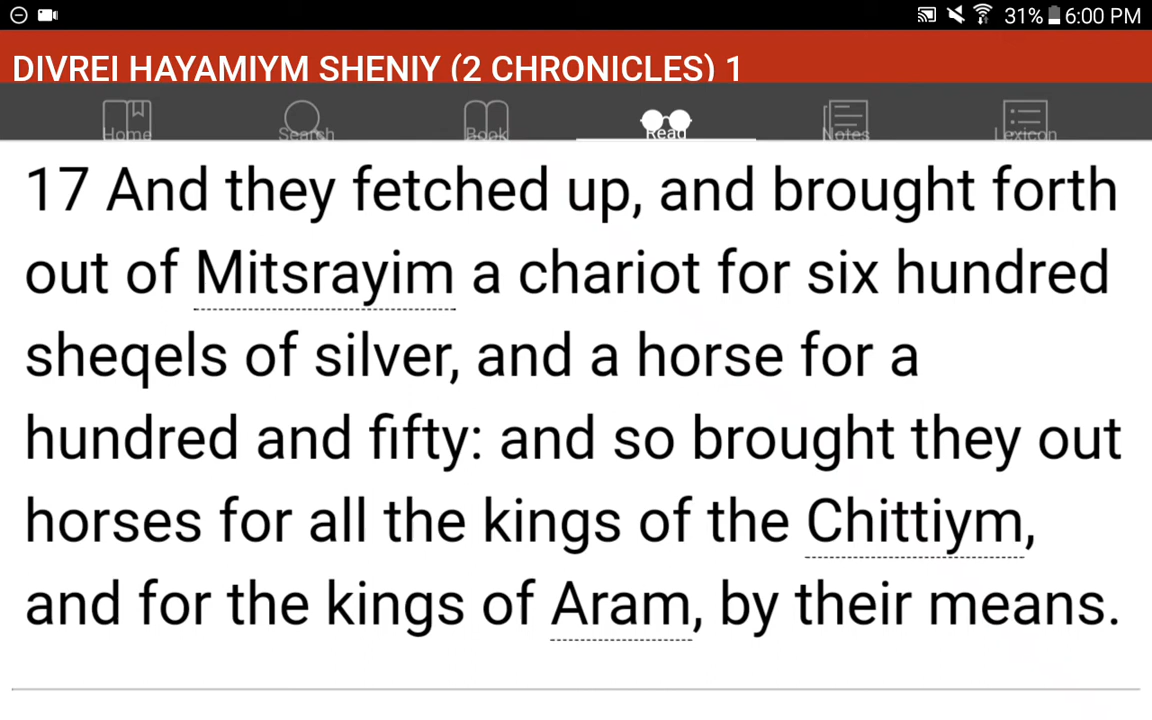 31% 6:00 PM
DIVREI HAYAMIYM SHENIY (2 CHRONICLES) 1
Home Search Book Read Notes Lexicon
17 And they fetched up, and brought forth
out of Mitsrayim a chariot for six hundred
sheqels of silver, and a horse for a
hundred and fifty: and so brought they out
horses for all the kings of the Chittiym,
and for the kings of Aram, by their means.